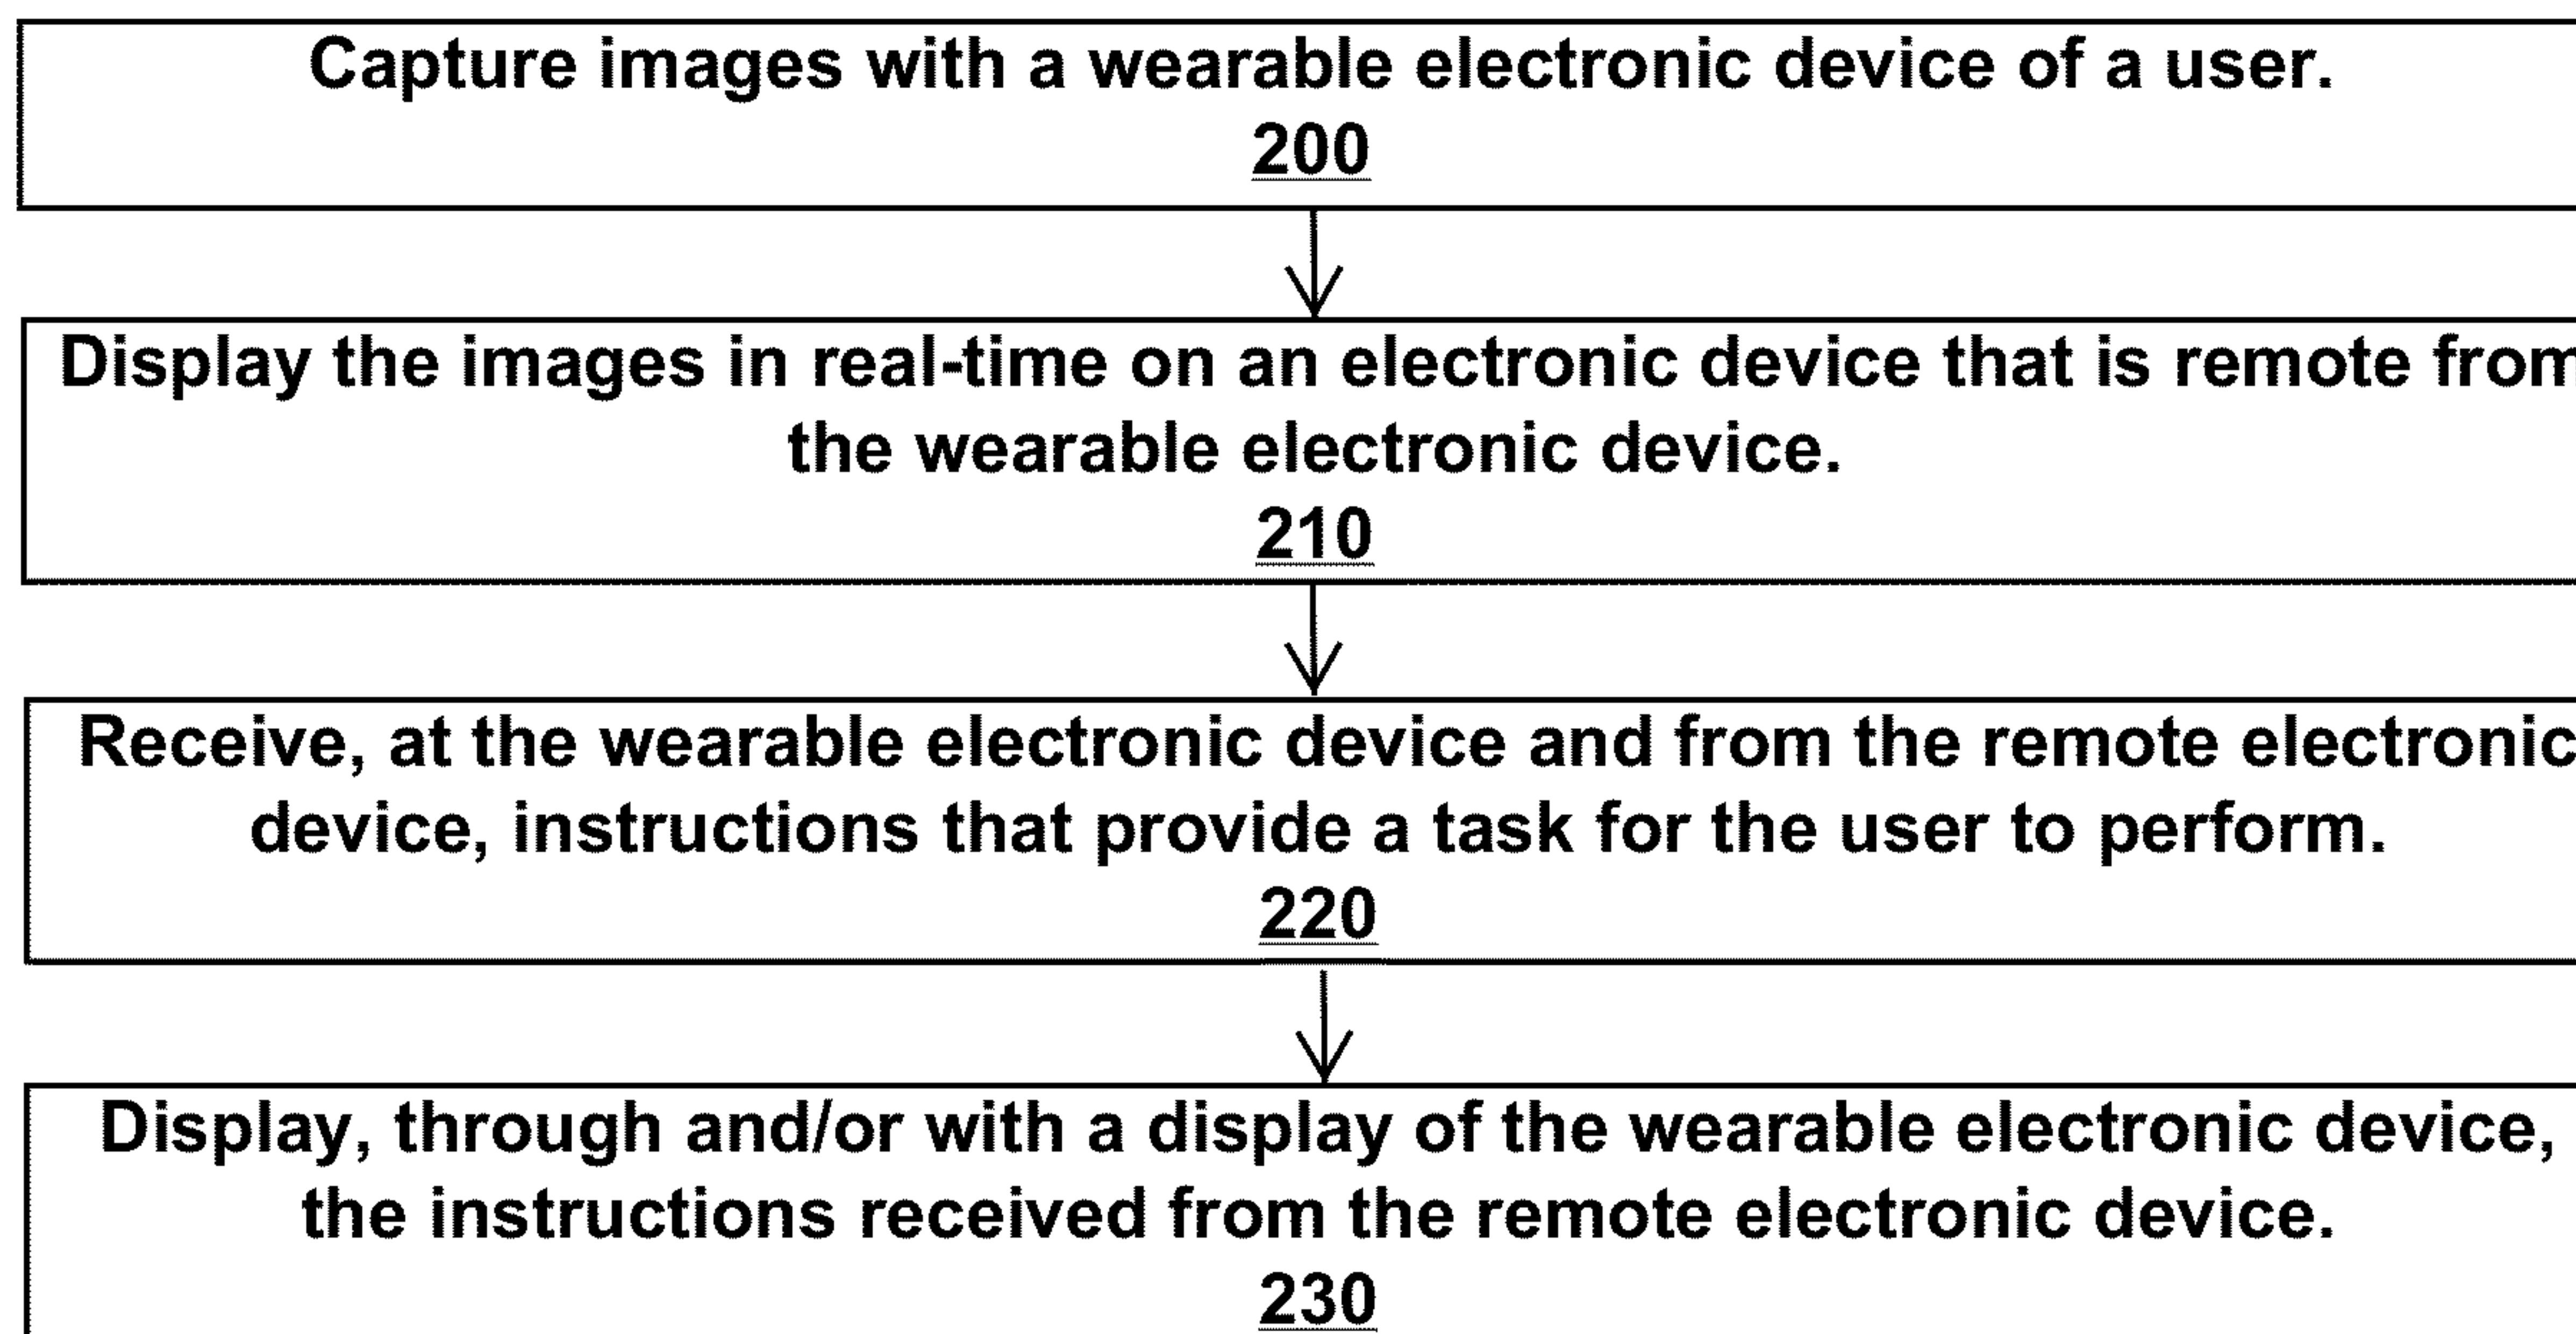 Capture images with a wearable electronic device of a user.
200
Display the images in real-time on an electronic device that is remote from
the wearable electronic device.
210
Receive, at the wearable electronic device and from the remote electronic
device, instructions that provide a task for the user to perform.
220
Display, through and/or with a display of the wearable electronic device,
the instructions received from the remote electronic device.
230